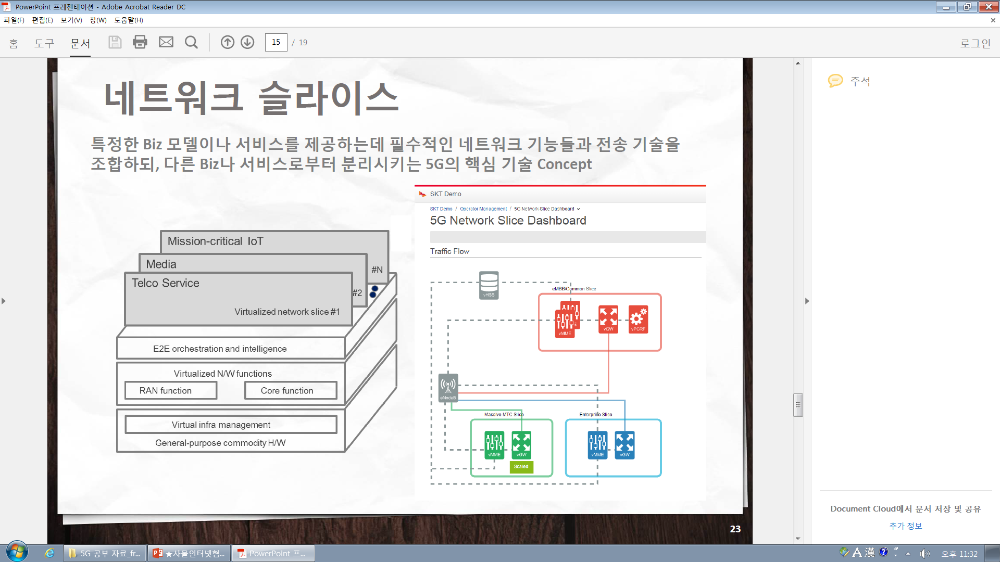 PowerPoint 프레젠테이션 - Adobe Acrobat Reader DC
파일(F) 편집(E) 보기(V) 창(W) 도움말(H)
홈 도구 문서 15 / 19 로그인
네트워크 슬라이스
특정한 Biz 모델이나 서비스를 제공하는데 필수적인 네트워크 기능들과 전송 기술을
조합하되, 다른 Biz나 서비스로부터 분리시키는 5G의 핵심 기술 Concept
Mission-critical IoT
#N
Media
#2
Telco Service
Virtualized network slice #1
E2E orchestration and intelligence
Virtualized N/W functions
RAN function Core function
Virtual infra management
General-purpose commodity H/W
SKT Demo
SKT Demo / Operator Management / 5G Network Slice Dashboard
5G Network Slice Dashboard
Traffic Flow
vHSS
eMBB/Common Slice
vMME vGW vPCRF
eNodeB
Massive MTC Slice
vMME vGW
Scaled
Enterprise Slice
vMME vGW
23
주석
Document Cloud에서 문서 저장 및 공유
추가 정보
5G 공부 자료_fr... ★사물인터넷협... PowerPoint 프... A 漢 오후 11:32